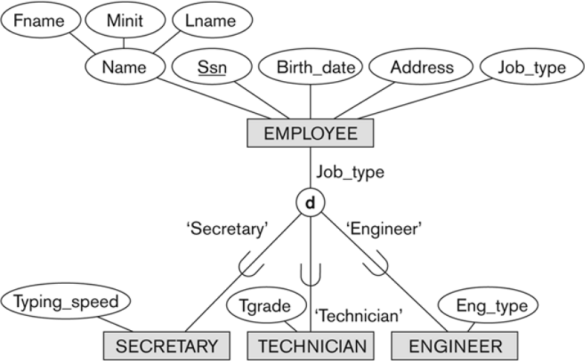 Fname
Minit
Lname
Name
Ssn
Birth_date
Address
Job_type
EMPLOYEE
Job_type
d
‘Secretary’
‘Engineer’
Typing_speed
Tgrade
‘Technician’
Eng_type
SECRETARY
TECHNICIAN
ENGINEER